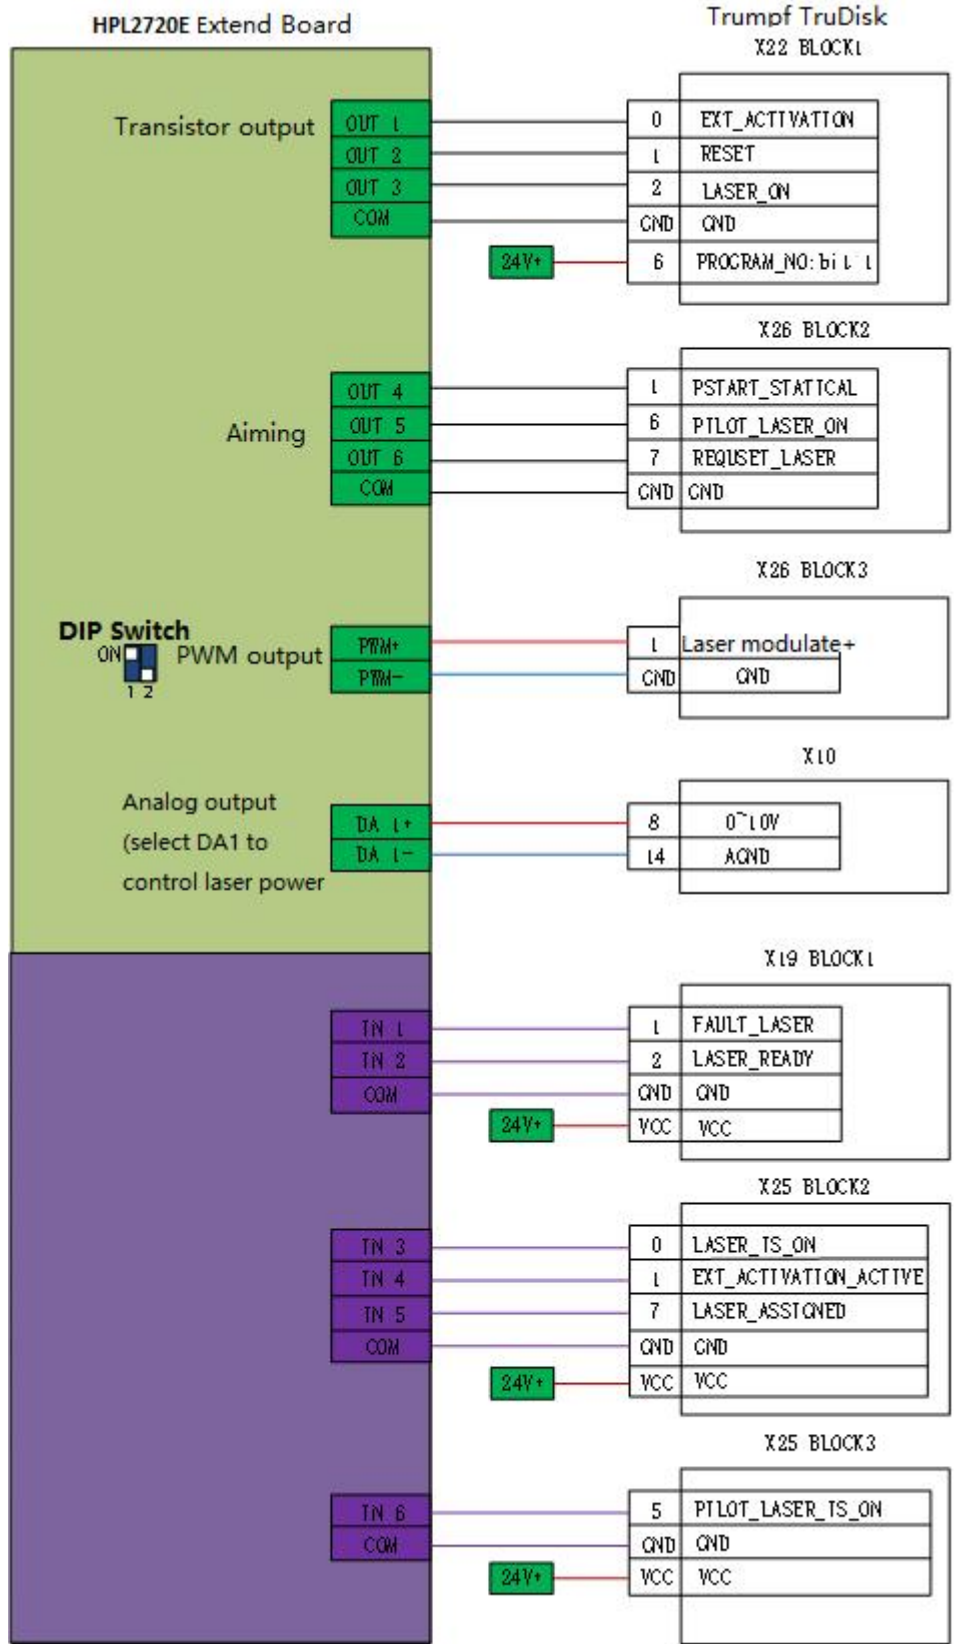 HPL2720E Extend Board
Trumpf TruDisk
X22 BLOCK1
Transistor output
OUT 1
0 EXT_ACTIVATION
OUT 2
1 RESET
OUT 3
2 LASER_ON
COM
GND GND
24V+
6 PROGRAM_NO:bit 1
X26 BLOCK2
Aiming
OUT 4
1 PSTART_STATICAL
OUT 5
6 PILOT_LASER_ON
OUT 6
7 REQUSET_LASER
COM
GND GND
X26 BLOCK3
DIP Switch
ON
1 2
PWM output
PWM+
1 Laser modulate+
PWM-
GND GND
X10
Analog output
(select DA1 to
control laser power
DA 1+
8 0~10V
DA 1-
14 AGND
X19 BLOCK1
IN 1
1 FAULT_LASER
IN 2
2 LASER_READY
COM
GND GND
24V+
VCC VCC
X25 BLOCK2
IN 3
0 LASER_IS_ON
IN 4
1 EXT_ACTIVATION_ACTIVE
IN 5
7 LASER_ASSIGNED
COM
GND GND
24V+
VCC VCC
X25 BLOCK3
IN 6
5 PILOT_LASER_IS_ON
COM
GND GND
24V+
VCC VCC